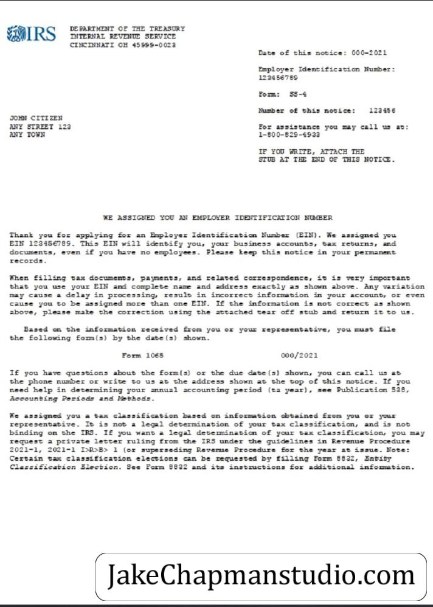 IRS
DEPARTMENT OF THE TREASURY
INTERNAL REVENUE SERVICE
CINCINNATI OH 45999-0023
Date of this notice: 000-2021
Employer Identification Number:
123456789
Form: SS-4
Number of this notice: 123456
JOHN CITIZEN
ANY STREET 123
ANY TOWN
For assistance you may call us at:
1-800-829-4933
IF YOU WRITE, ATTACH THE
STUB AT THE END OF THIS NOTICE.
WE ASSIGNED YOU AN EMPLOYER IDENTIFICATION NUMBER
Thank you for applying for an Employer Identification Number (EIN). We assigned you
EIN 123456789. This EIN will identify you, your business accounts, tax returns, and
documents, even if you have no employees. Please keep this notice in your permanent
records.
When filing tax documents, payments, and related correspondence, it is very important
that you use your EIN and complete name and address exactly as shown above. Any variation
may cause a delay in processing, result in incorrect information in your account, or even
cause you to be assigned more than one EIN. If the information is not correct as shown
above, please make the correction using the attached tear off stub and return it to us.
Based on the information received from you or your representative, you must file
the following form(s) by the date(s) shown.
Form 1065 000/2021
If you have questions about the form(s) or the due date(s) shown, you can call us at
the phone number or write to us at the address shown at the top of this notice. If you
need help in determining your annual accounting period (ta year), see Publication 538,
Accounting Periods and Methods.
We assigned you a tax classification based on information obtained from you or your
representative. It is not a legal determination of your tax classification, and is not
binding on the IRS. If you want a legal determination of your tax classification, you may
request a private letter ruling from the IRS under the guidelines in Revenue Procedure
2021-1, 2021-1 I>R>B> 1 (or superseding Revenue Procedure for the year at issue. Note:
Certain tax classification elections can be requested by filling Form 8832, Entity
Classification Election. See Form 8832 and its instructions for additional information.
JakeChapmanstudio.com